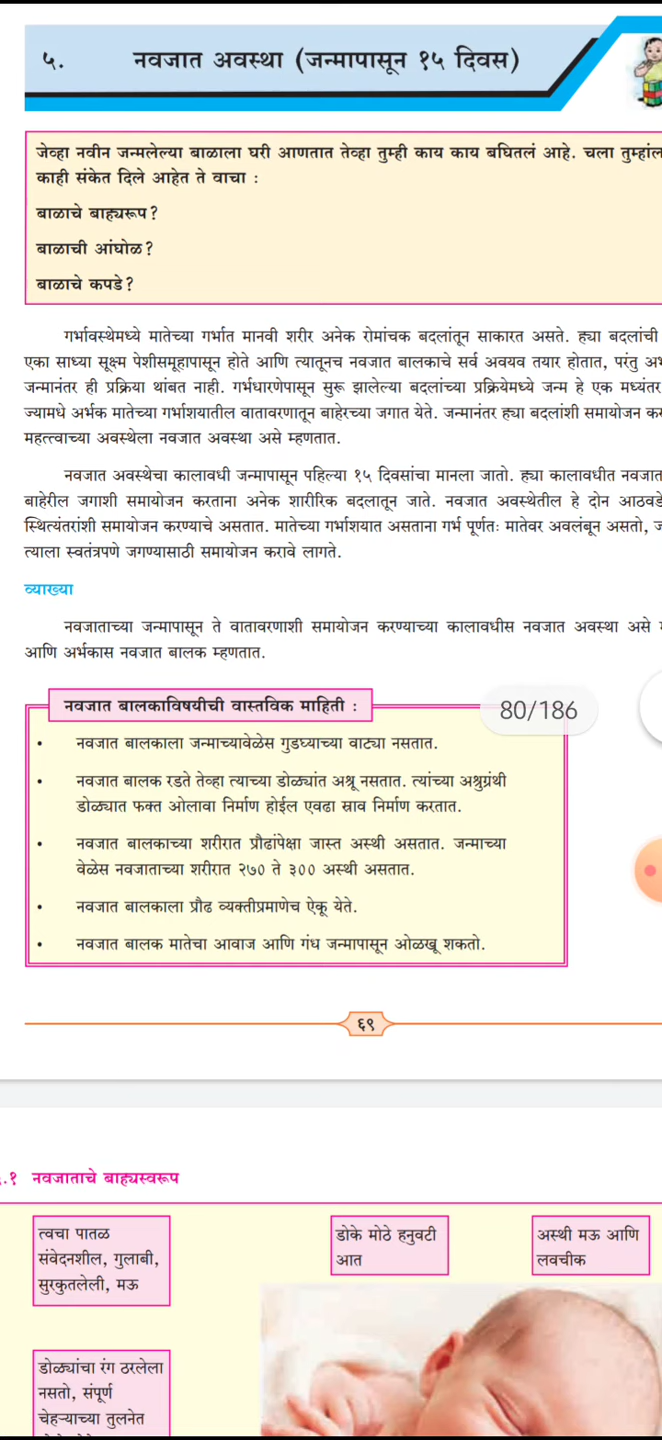 ५. नवजात अवस्था (जन्मापासून १५ दिवस)
जेव्हा नवीन जन्मलेल्या बाळाला घरी आणतात तेव्हा तुम्ही काय काय बघितलं आहे. चला
काही संकेत दिले आहेत ते वाचा :
बाळाचे बाह्यरूप?
बाळाची आंघोळ?
बाळाचे कपडे?
गर्भावस्थेमध्ये मातेच्या गर्भात मानवी शरीर अनेक रोमांचक बदलांतून साकारत असते. ह्या बदलांची
एका साध्या सूक्ष्म पेशीसमूहापासून होते आणि त्यातूनच नवजात बालकाचे सर्व अवयव तयार होतात, परंतु
जन्मानंतर ही प्रक्रिया थांबत नाही. गर्भधारणेपासून सुरू झालेल्या बदलांच्या प्रक्रियेमध्ये जन्म हे एक मध्यंतर
ज्यामधे अर्भक मातेच्या गर्भाशयातील वातावरणातून बाहेरच्या जगात येते. जन्मानंतर ह्या बदलांशी समायोजन
महत्त्वाच्या अवस्थेला नवजात अवस्था असे म्हणतात.
नवजात अवस्थेचा कालावधी जन्मापासून पहिल्या १५ दिवसांचा मानला जातो. ह्या कालावधीत नवजात
बाहेरील जगाशी समायोजन करताना अनेक शारीरिक बदलातून जाते. नवजात अवस्थेतील हे दोन आठवडे
स्थित्यंतरांशी समायोजन करण्याचे असतात. मातेच्या गर्भाशयात असताना गर्भ पूर्णतः मातेवर अवलंबून असतो,
त्याला स्वतंत्रपणे जगण्यासाठी समायोजन करावे लागते.
व्याख्या
नवजाताच्या जन्मापासून ते वातावरणाशी समायोजन करण्याच्या कालावधीस नवजात अवस्था असे
आणि अर्भकास नवजात बालक म्हणतात.
नवजात बालकाविषयीची वास्तविक माहिती :
80/186
• नवजात बालकाला जन्माच्यावेळेस गुडघ्याच्या वाट्या नसतात.
• नवजात बालक रडते तेव्हा त्याच्या डोळ्यांत अश्रू नसतात. त्यांच्या अश्रुग्रंथी
डोळ्यात फक्त ओलावा निर्माण होईल एवढा स्राव निर्माण करतात.
• नवजात बालकाच्या शरीरात प्रौढांपेक्षा जास्त अस्थी असतात. जन्माच्या
वेळेस नवजाताच्या शरीरात २७० ते ३०० अस्थी असतात.
• नवजात बालकाला प्रौढ व्यक्तीप्रमाणेच ऐकू येते.
• नवजात बालक मातेचा आवाज आणि गंध जन्मापासून ओळखू शकतो.
६९
.१ नवजाताचे बाह्यस्वरूप
त्वचा पातळ
संवेदनशील, गुलाबी,
सुरकुतलेली, मऊ
डोके मोठे हनुवटी
आत
अस्थी मऊ आणि
लवचीक
डोळ्यांचा रंग ठरलेला
नसतो, संपूर्ण
चेहऱ्याच्या तुलनेत